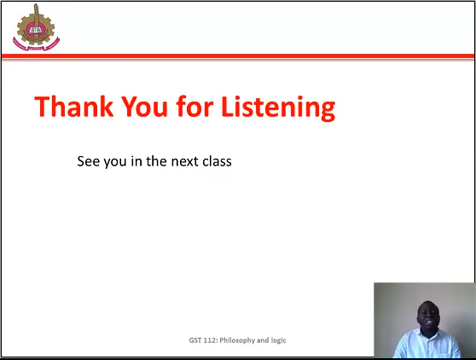 Thank You for Listening
See you in the next class
GST 112: Philosophy and logic